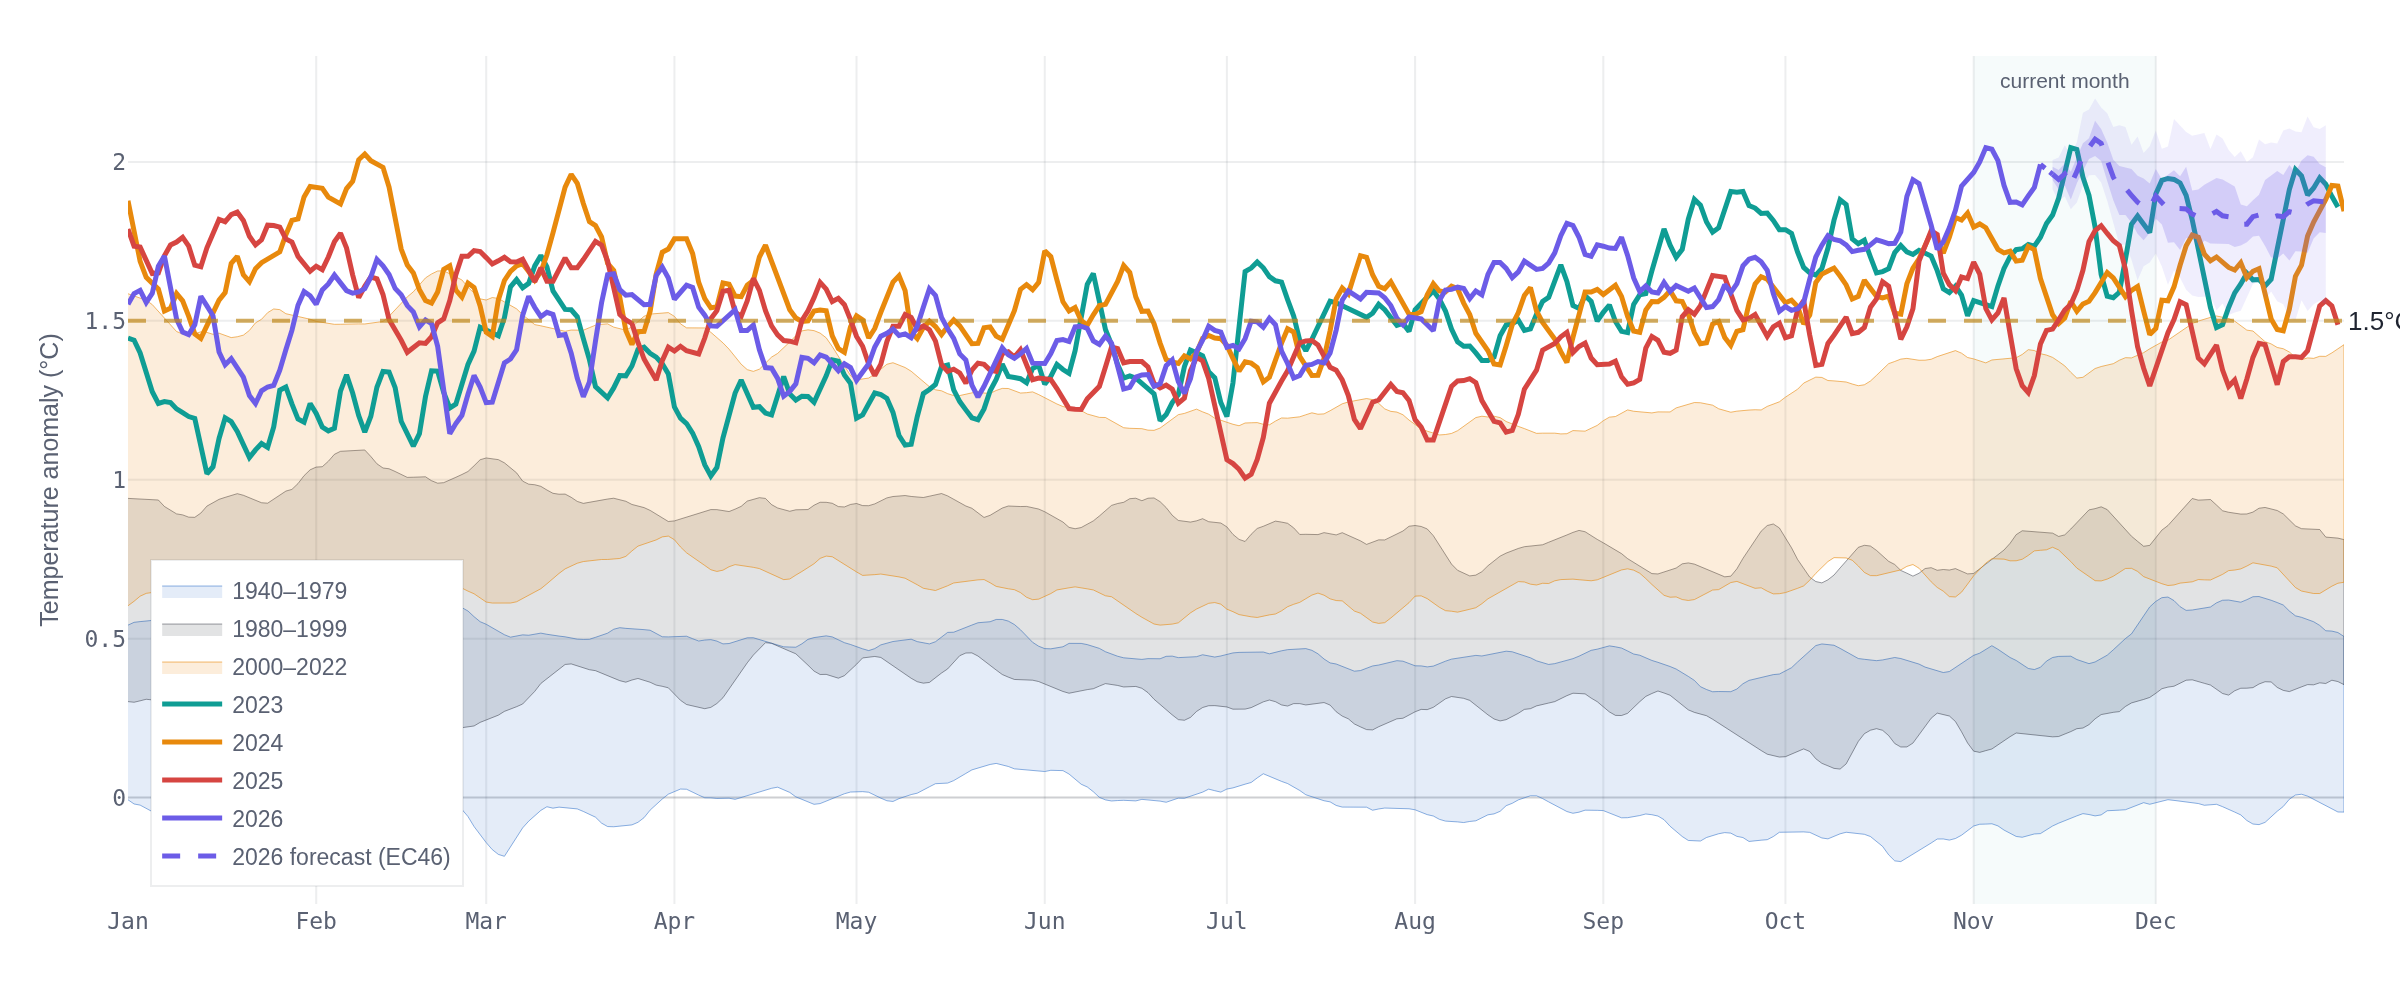 current month
Temperature anomaly (°C)
2
1.5
1
0.5
0
1.5°C
1940–1979
1980–1999
2000–2022
2023
2024
2025
2026
2026 forecast (EC46)
Jan Feb Mar Apr May Jun Jul Aug Sep Oct Nov Dec